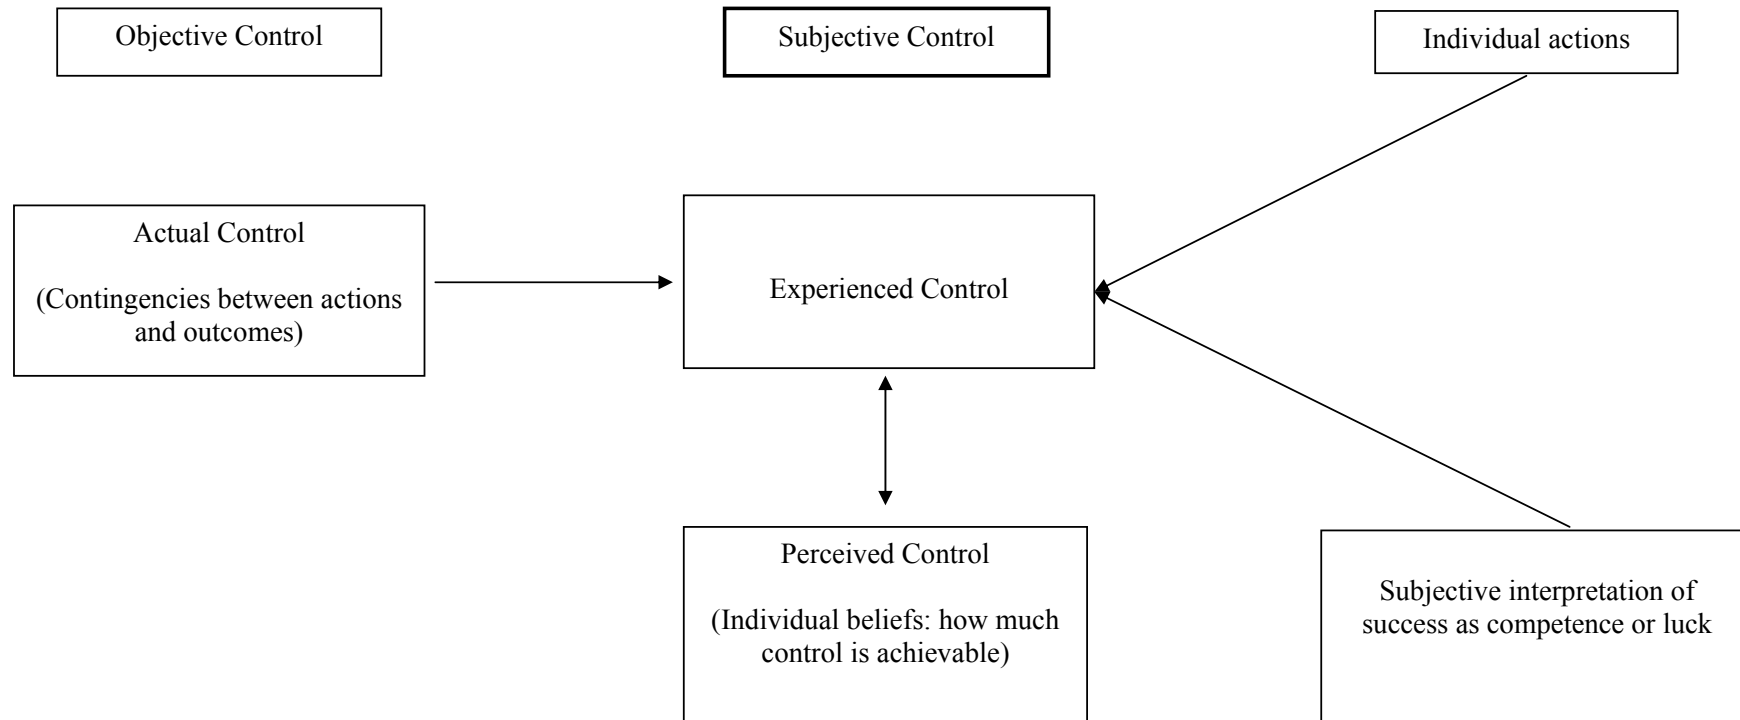 Objective Control
Subjective Control
Individual actions
Actual Control
(Contingencies between actions
and outcomes)
Experienced Control
Perceived Control
(Individual beliefs: how much
control is achievable)
Subjective interpretation of
success as competence or luck